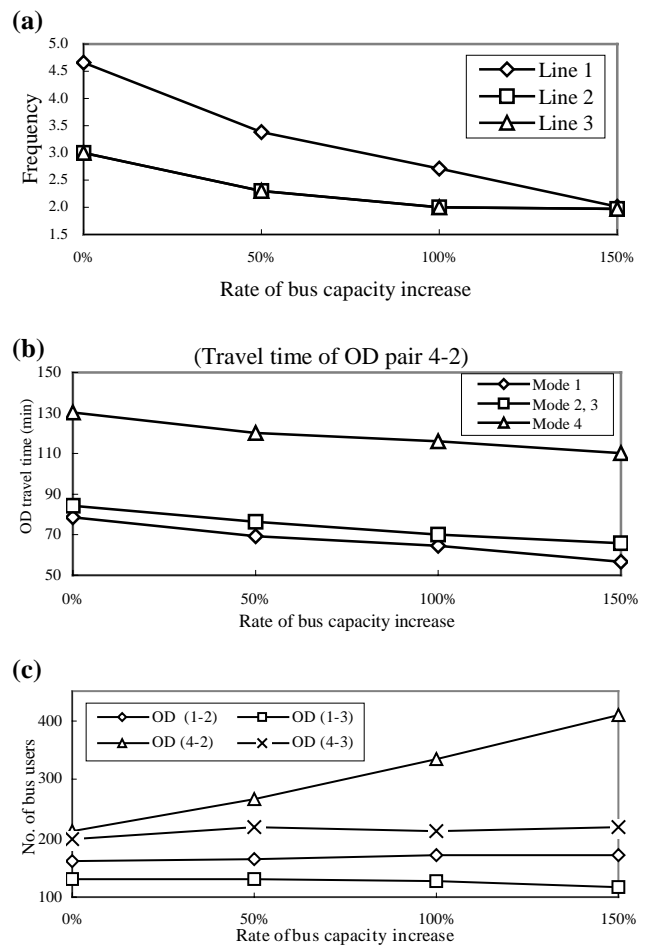 (a)
5.0
4.5
4.0
3.5
3.0
2.5
2.0
1.5
Frequency
Line 1
Line 2
Line 3
0% 50% 100% 150%
Rate of bus capacity increase
(b)
(Travel time of OD pair 4-2)
150
130
110
90
70
50
OD travel time (min)
Mode 1
Mode 2, 3
Mode 4
0% 50% 100% 150%
Rate of bus capacity increase
(c)
400
300
200
100
No. of bus users
OD (1-2) OD (1-3)
OD (4-2) OD (4-3)
0% 50% 100% 150%
Rate of bus capacity increase